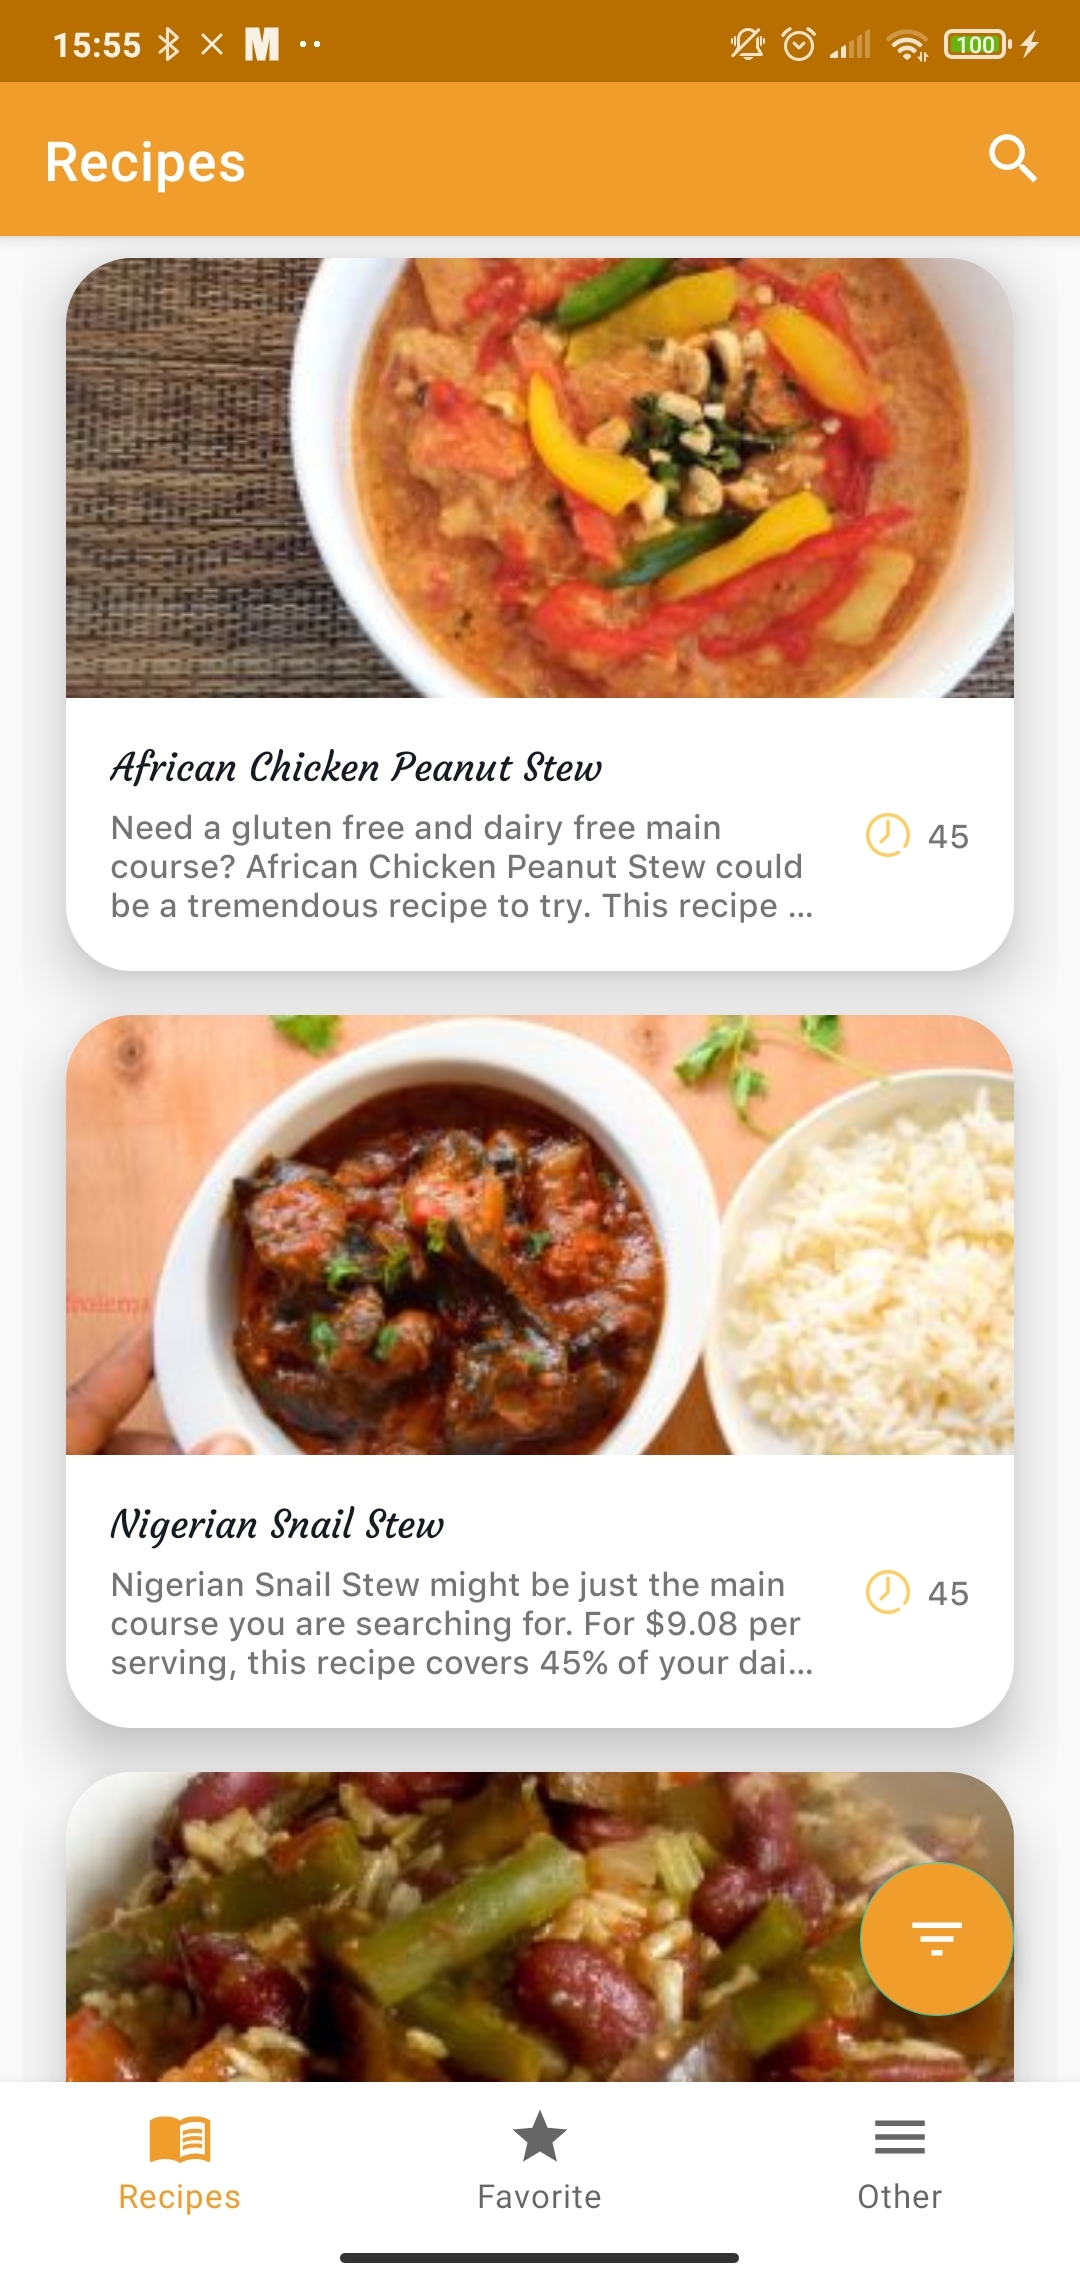 15:55
100
Recipes
African Chicken Peanut Stew
Need a gluten free and dairy free main
course? African Chicken Peanut Stew could
be a tremendous recipe to try. This recipe ...
45
Nigerian Snail Stew
Nigerian Snail Stew might be just the main
course you are searching for. For $9.08 per
serving, this recipe covers 45% of your dai...
45
Recipes
Favorite
Other